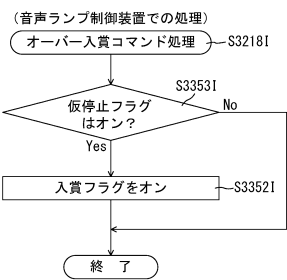 （音声ランプ制御装置での処理）
オーバー入賞コマンド処理
S3218I
S3353I
仮停止フラグ
はオン？
No
Yes
入賞フラグをオン
S3352I
終 了